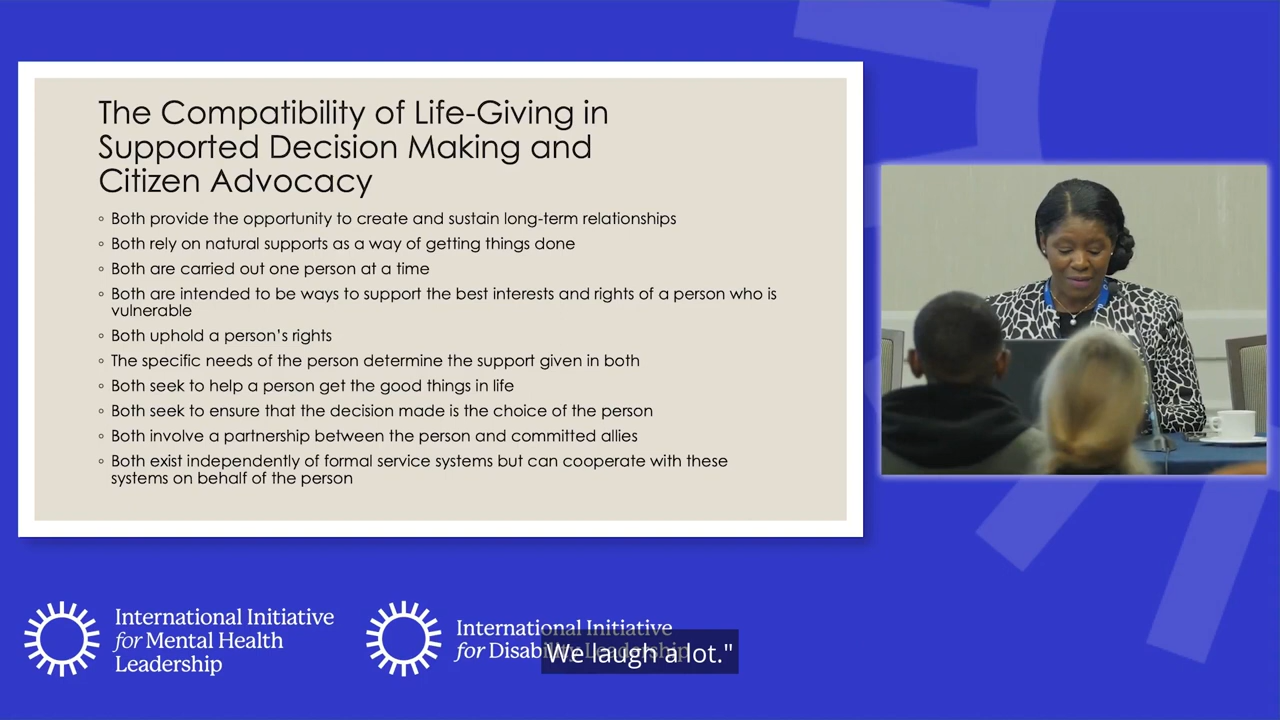 The Compatibility of Life-Giving in
Supported Decision Making and
Citizen Advocacy
◦ Both provide the opportunity to create and sustain long-term relationships
◦ Both rely on natural supports as a way of getting things done
◦ Both are carried out one person at a time
◦ Both are intended to be ways to support the best interests and rights of a person who is
vulnerable
◦ Both uphold a person's rights
◦ The specific needs of the person determine the support given in both
◦ Both seek to help a person get the good things in life
◦ Both seek to ensure that the decision made is the choice of the person
◦ Both involve a partnership between the person and committed allies
◦ Both exist independently of formal service systems but can cooperate with these
systems on behalf of the person
International Initiative
for Mental Health
Leadership
International Initiative
for Disability Leadership
We laugh a lot."